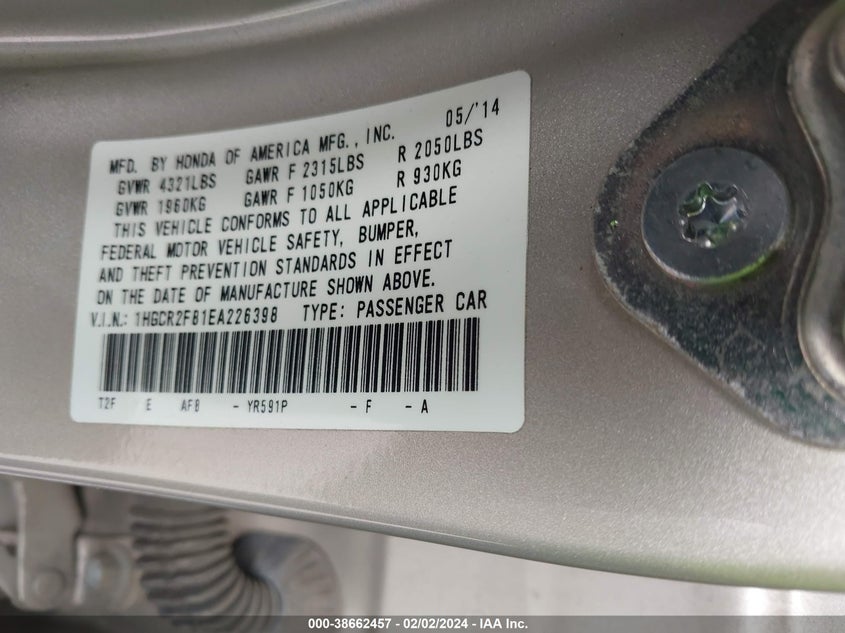 05/'14
MFD. BY HONDA OF AMERICA MFG., INC.
GVWR 4321LBS GAWR F 2315LBS R 2050LBS
GVWR 1960KG GAWR F 1050KG R 930KG
THIS VEHICLE CONFORMS TO ALL APPLICABLE
FEDERAL MOTOR VEHICLE SAFETY, BUMPER,
AND THEFT PREVENTION STANDARDS IN EFFECT
ON THE DATE OF MANUFACTURE SHOWN ABOVE.
V.I.N.: 1HGCR2F81EA226398 TYPE: PASSENGER CAR
T2F E AF8 - YR591P - F - A
000-38662457 - 02/02/2024 - IAA Inc.